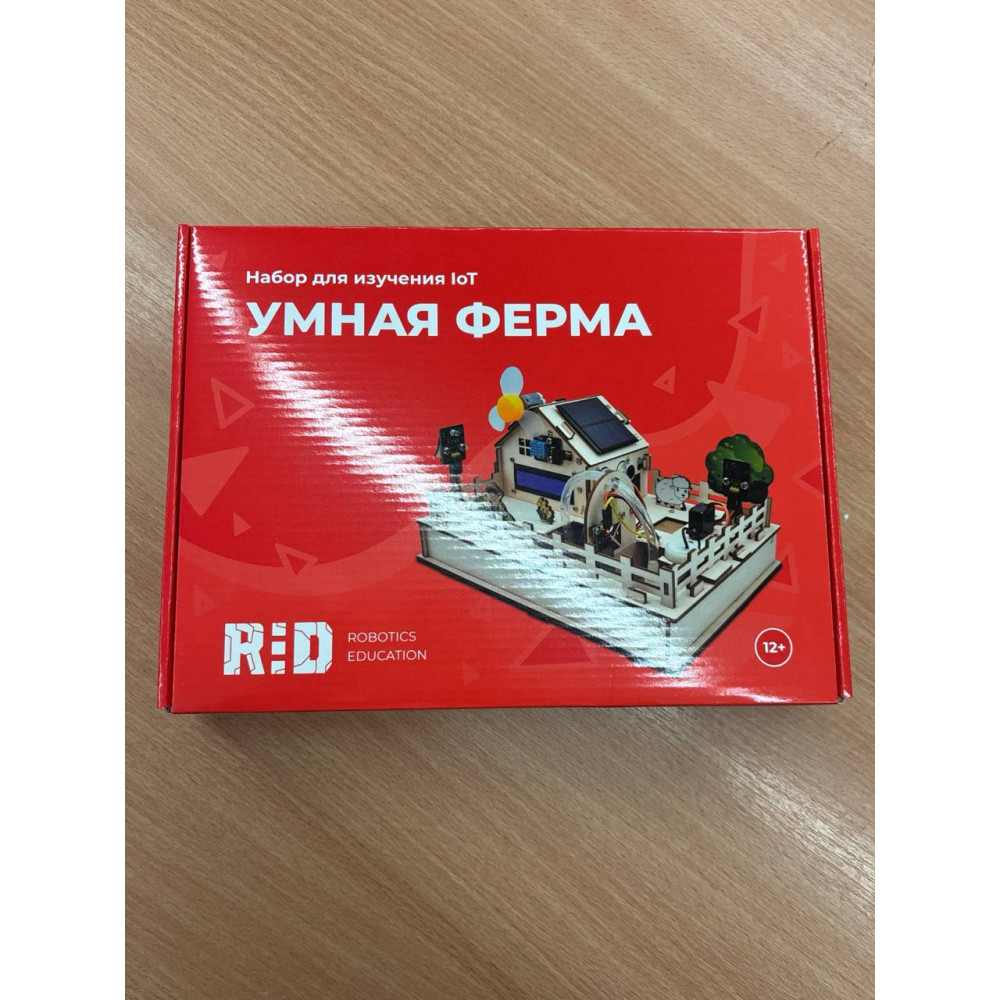 Набор для изучения IoT
УМНАЯ ФЕРМА
RED
ROBOTICS
EDUCATION
12+